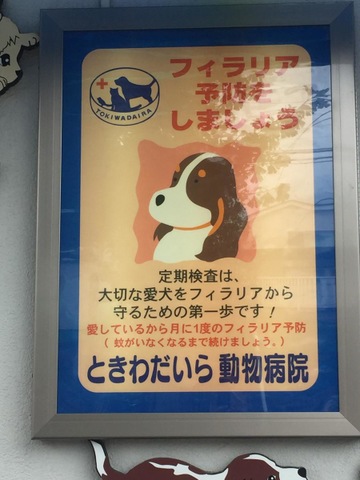 TOKIWADAIRA
フィラリア
予防を
しましょう
定期検査は、
大切な愛犬をフィラリアから
守るための第一歩です！
愛しているから月に1度のフィラリア予防
（ 蚊がいなくなるまで続けましょう。）
ときわだいら 動物病院